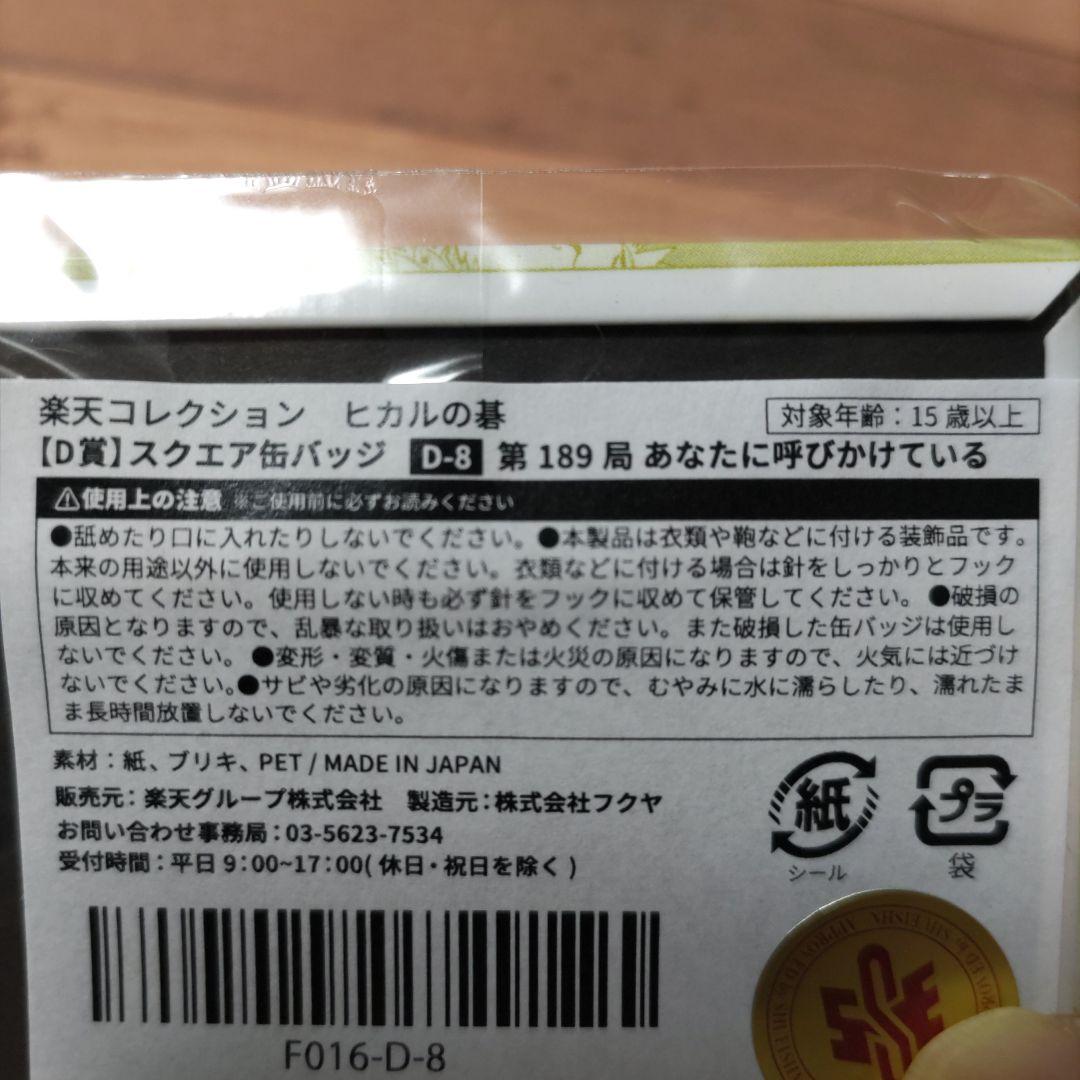 楽天コレクション　ヒカルの碁
対象年齢：15歳以上
【D賞】スクエア缶バッジ D-8 第189局 あなたに呼びかけている
⚠使用上の注意 ※ご使用前に必ずお読みください
●舐めたり口に入れたりしないでください。●本製品は衣類や鞄などに付ける装飾品です。
本来の用途以外に使用しないでください。衣類などに付ける場合は針をしっかりとフック
に収めてください。使用しない時も必ず針をフックに収めて保管してください。●破損の
原因となりますので、乱暴な取り扱いはおやめください。また破損した缶バッジは使用し
ないでください。●変形・変質・火傷または火災の原因になりますので、火気には近づけ
ないでください。●サビや劣化の原因になりますので、むやみに水に濡らしたり、濡れたま
ま長時間放置しないでください。
素材：紙、ブリキ、PET / MADE IN JAPAN
販売元：楽天グループ株式会社　製造元：株式会社フクヤ
お問い合わせ事務局：03-5623-7534
受付時間：平日 9：00~17：00( 休日・祝日を除く )
紙
シール
プラ
袋
F016-D-8
APPROVED by SHUEISHA